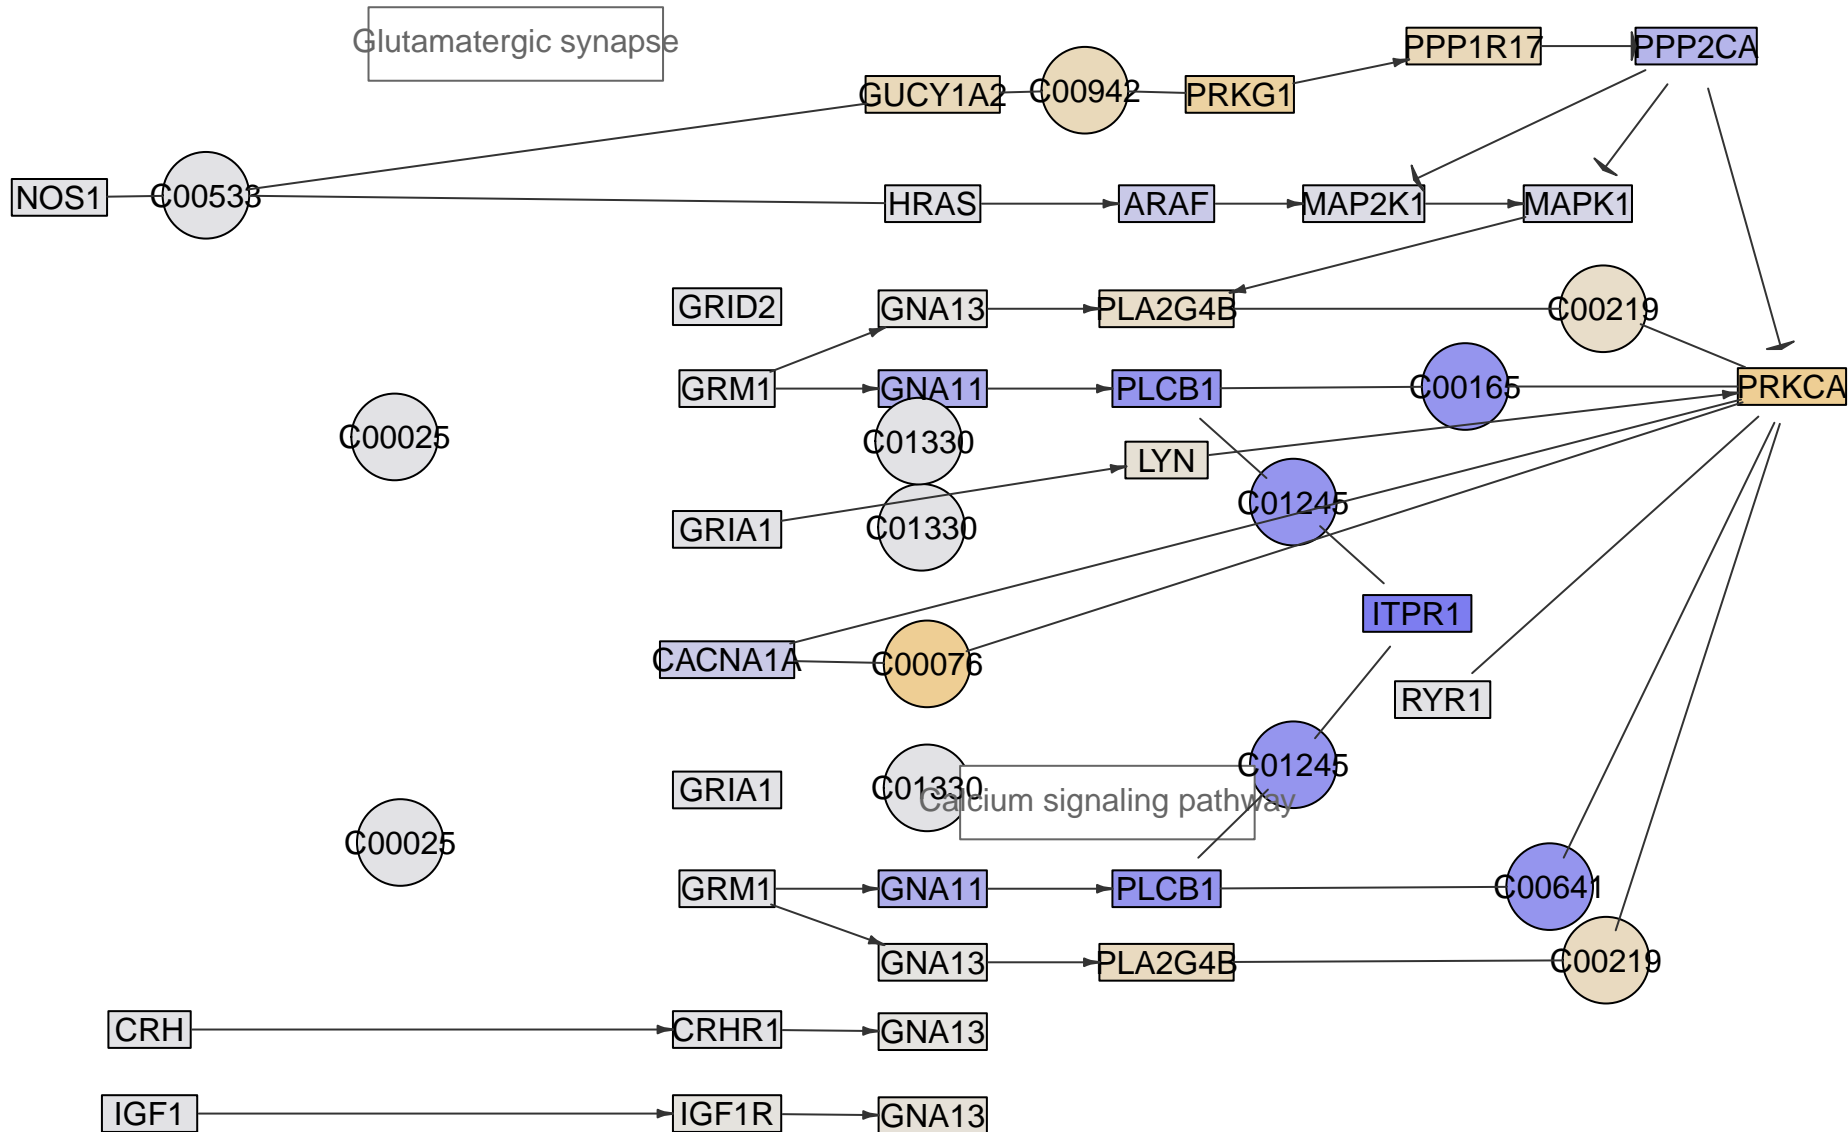 Glutamatergic synapse
PPP1R17
PPP2CA
GUCY1A2
C00942
PRKG1
NOS1
C00533
HRAS
ARAF
MAP2K1
MAPK1
GRID2
GNA13
PLA2G4B
C00219
GRM1
GNA11
PLCB1
C00165
PRKCA
C00025
C01330
LYN
GRIA1
C01330
C01245
ITPR1
CACNA1A
C00076
RYR1
GRIA1
C01330
C01245
Calcium signaling pathway
C00025
GRM1
GNA11
PLCB1
C00641
GNA13
PLA2G4B
C00219
CRH
CRHR1
GNA13
IGF1
IGF1R
GNA13